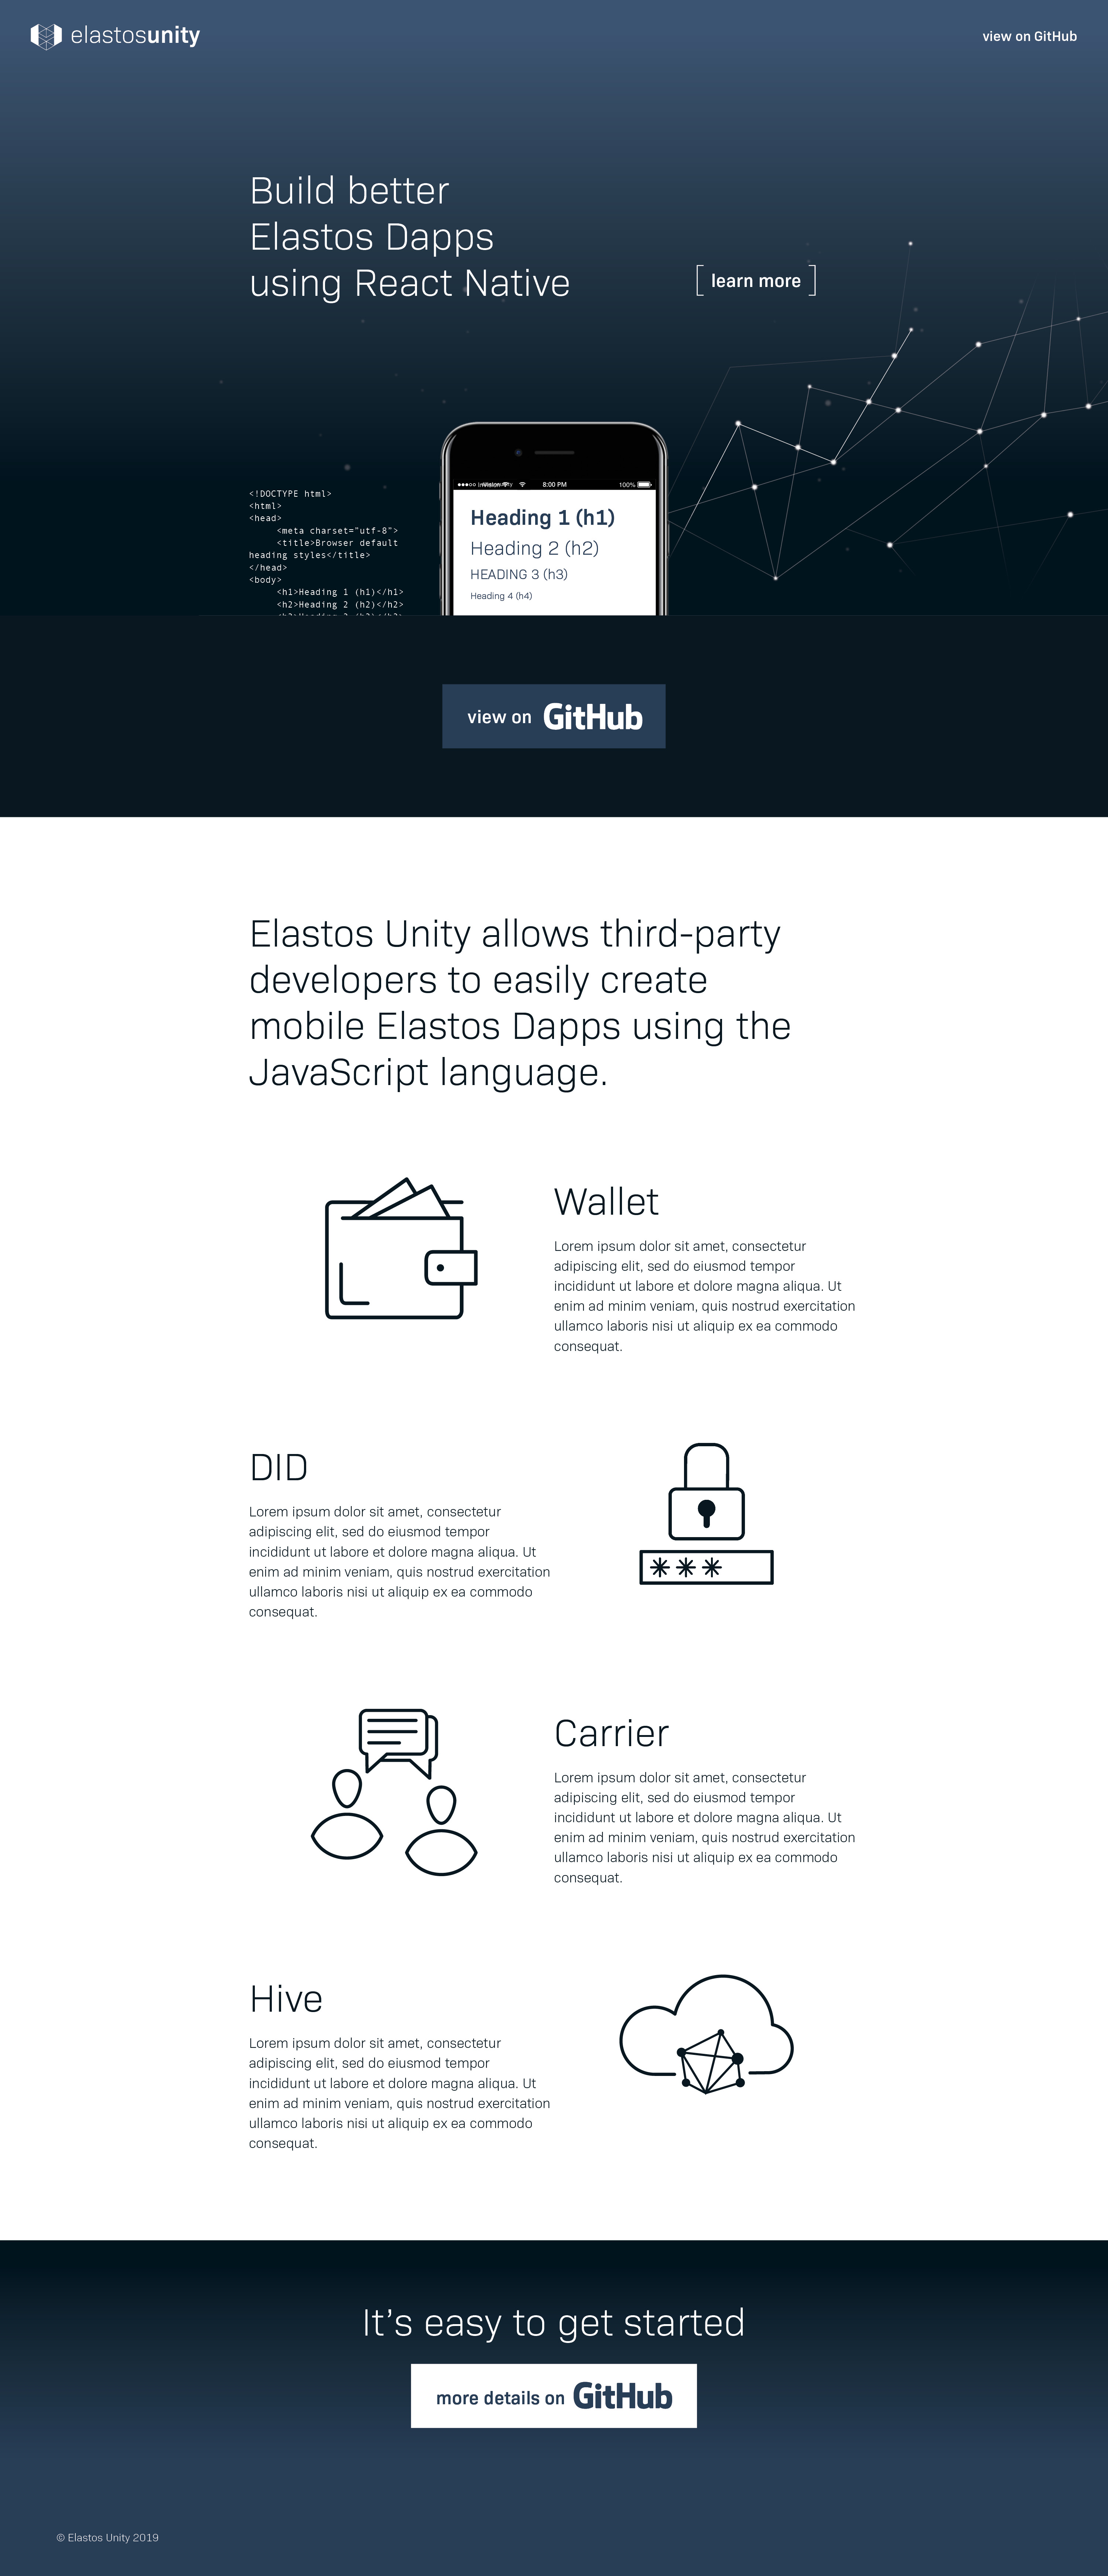 elastosunity
view on GitHub
Build better
Elastos Dapps
using React Native
learn more
8:00 PM
100%
<!DOCTYPE html>
<html>
<head>
<meta charset="utf-8">
<title>Browser default
heading styles</title>
</head>
<body>
<h1>Heading 1 (h1)</h1>
<h2>Heading 2 (h2)</h2>
Heading 1 (h1)
Heading 2 (h2)
HEADING 3 (h3)
Heading 4 (h4)
view on GitHub
Elastos Unity allows third-party
developers to easily create
mobile Elastos Dapps using the
JavaScript language.
Wallet
Lorem ipsum dolor sit amet, consectetur
adipiscing elit, sed do eiusmod tempor
incididunt ut labore et dolore magna aliqua. Ut
enim ad minim veniam, quis nostrud exercitation
ullamco laboris nisi ut aliquip ex ea commodo
consequat.
DID
Lorem ipsum dolor sit amet, consectetur
adipiscing elit, sed do eiusmod tempor
incididunt ut labore et dolore magna aliqua. Ut
enim ad minim veniam, quis nostrud exercitation
ullamco laboris nisi ut aliquip ex ea commodo
consequat.
Carrier
Lorem ipsum dolor sit amet, consectetur
adipiscing elit, sed do eiusmod tempor
incididunt ut labore et dolore magna aliqua. Ut
enim ad minim veniam, quis nostrud exercitation
ullamco laboris nisi ut aliquip ex ea commodo
consequat.
Hive
Lorem ipsum dolor sit amet, consectetur
adipiscing elit, sed do eiusmod tempor
incididunt ut labore et dolore magna aliqua. Ut
enim ad minim veniam, quis nostrud exercitation
ullamco laboris nisi ut aliquip ex ea commodo
consequat.
It’s easy to get started
more details on GitHub
© Elastos Unity 2019